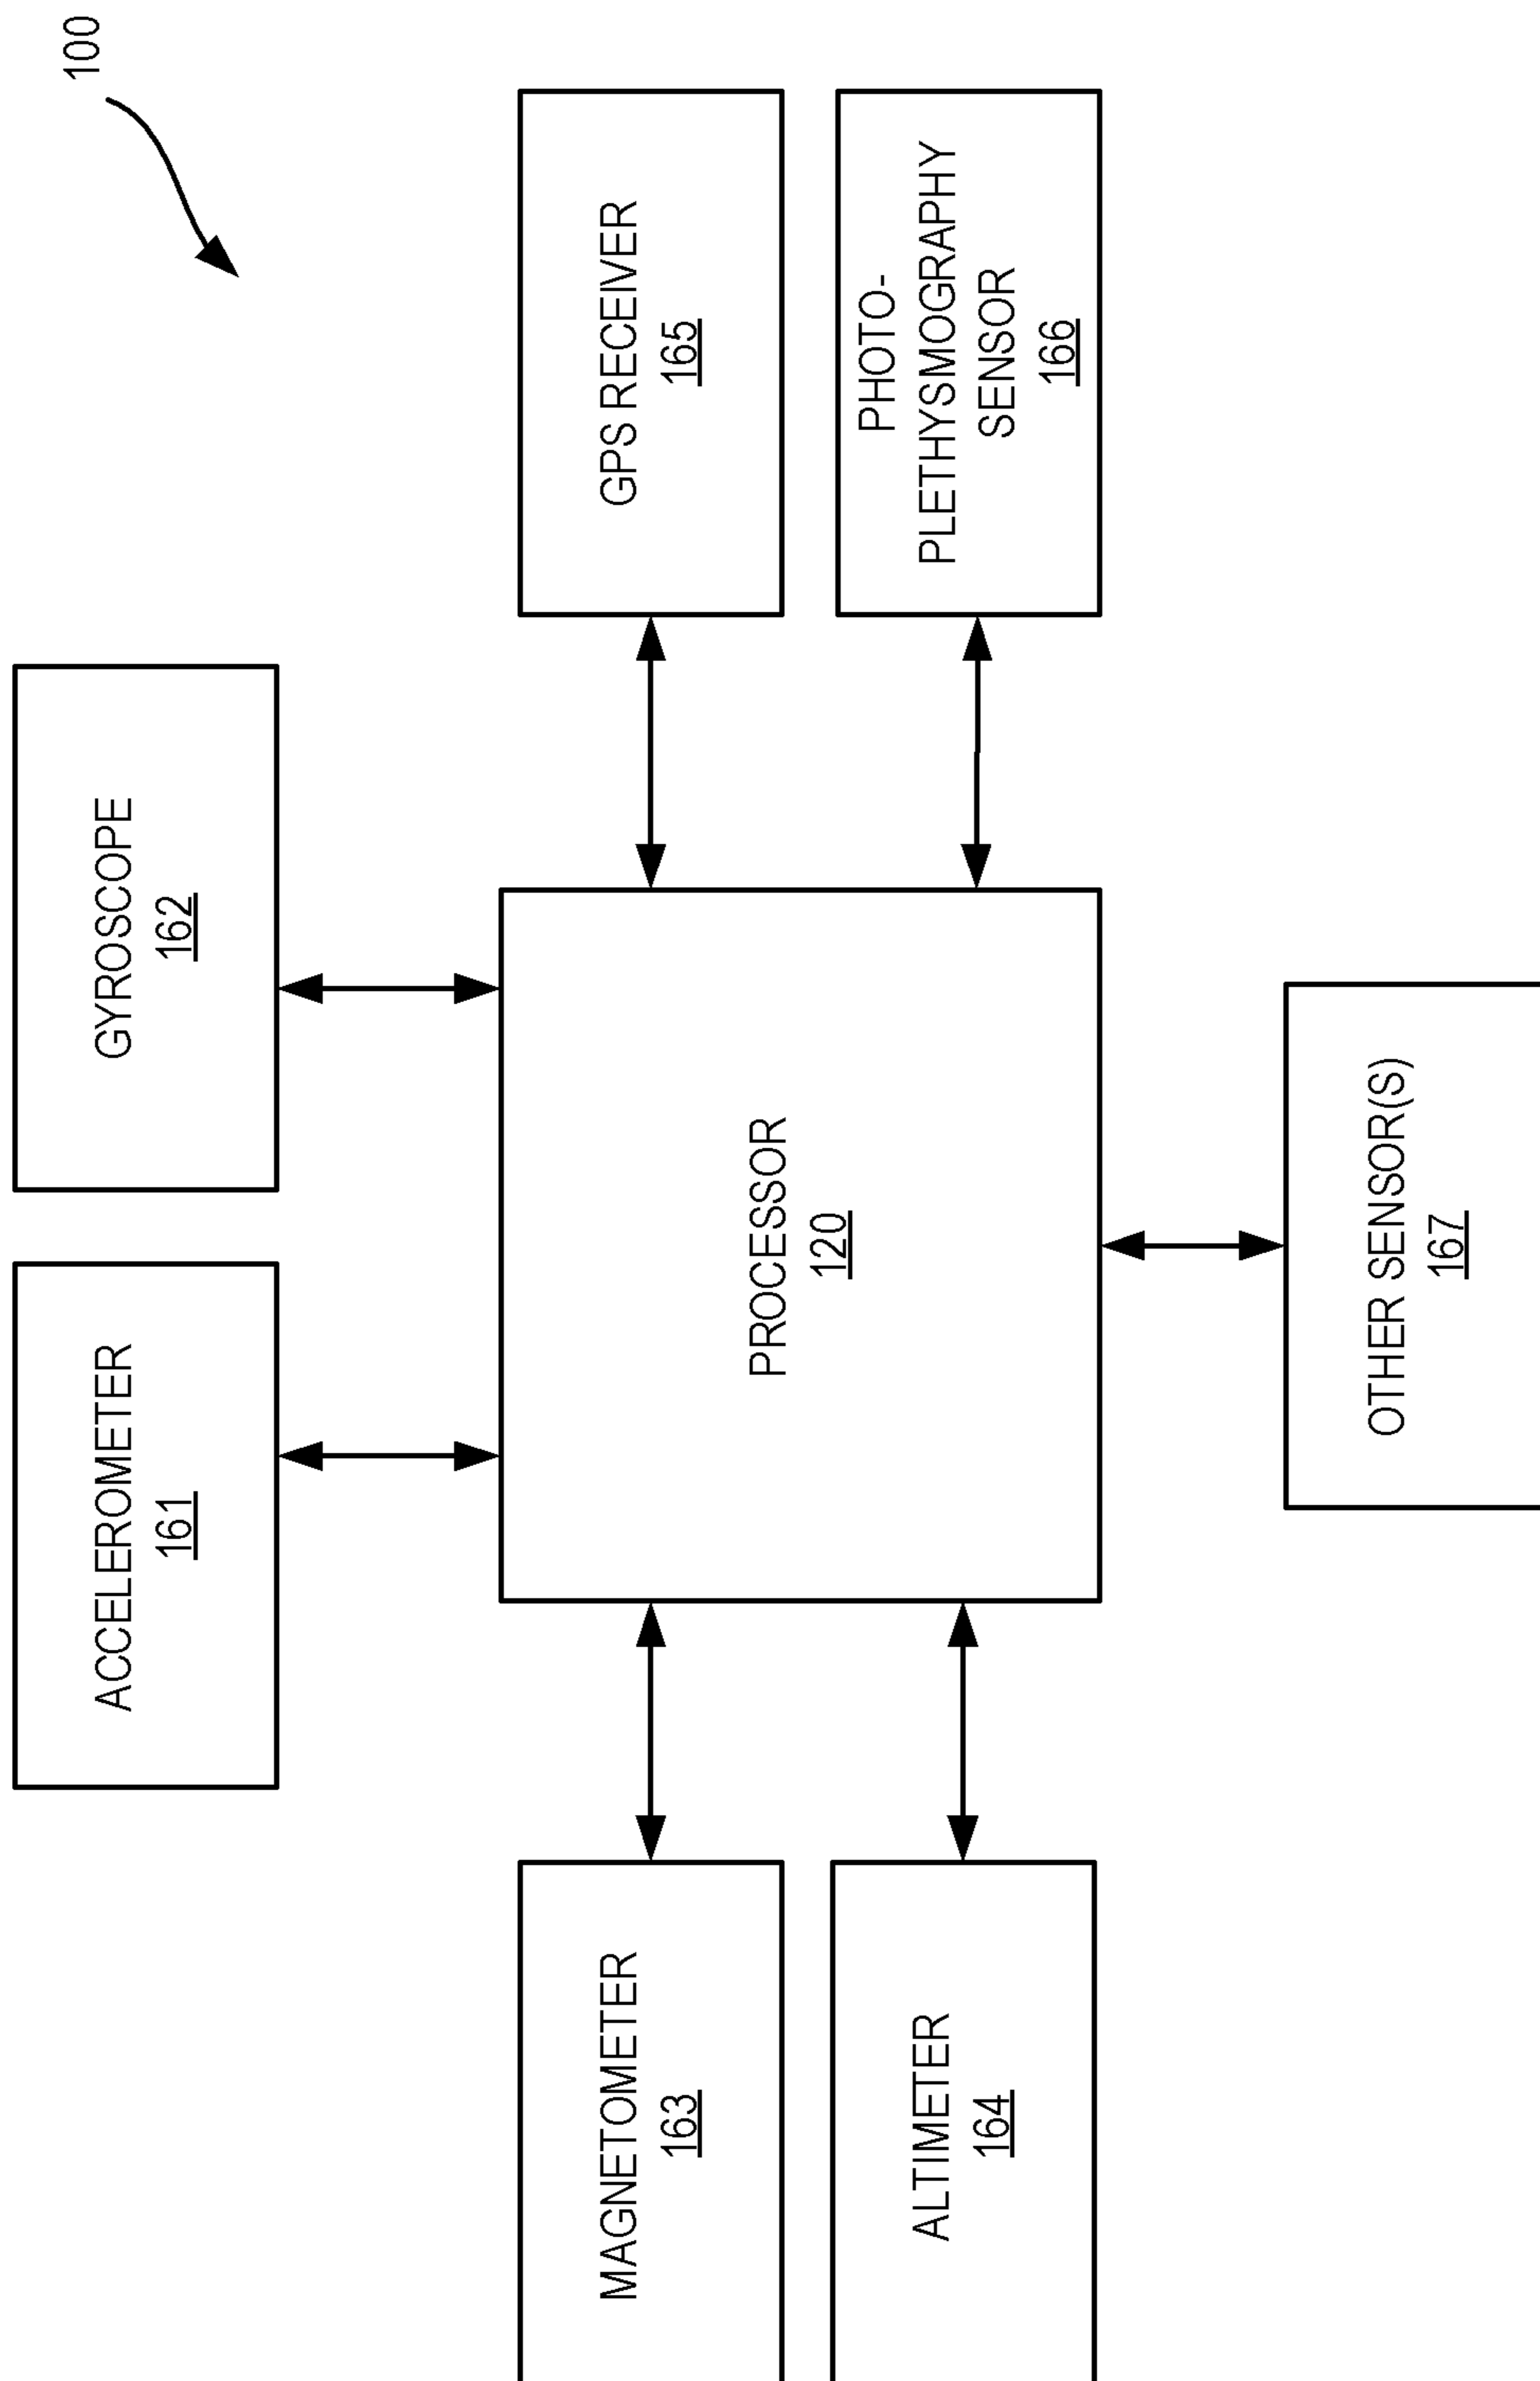 100
ACCELEROMETER
161
GYROSCOPE
162
MAGNETOMETER
163
GPS RECEIVER
165
PROCESSOR
120
ALTIMETER
164
PHOTO-
PLETHYSMOGRAPHY
SENSOR
166
OTHER SENSOR(S)
167